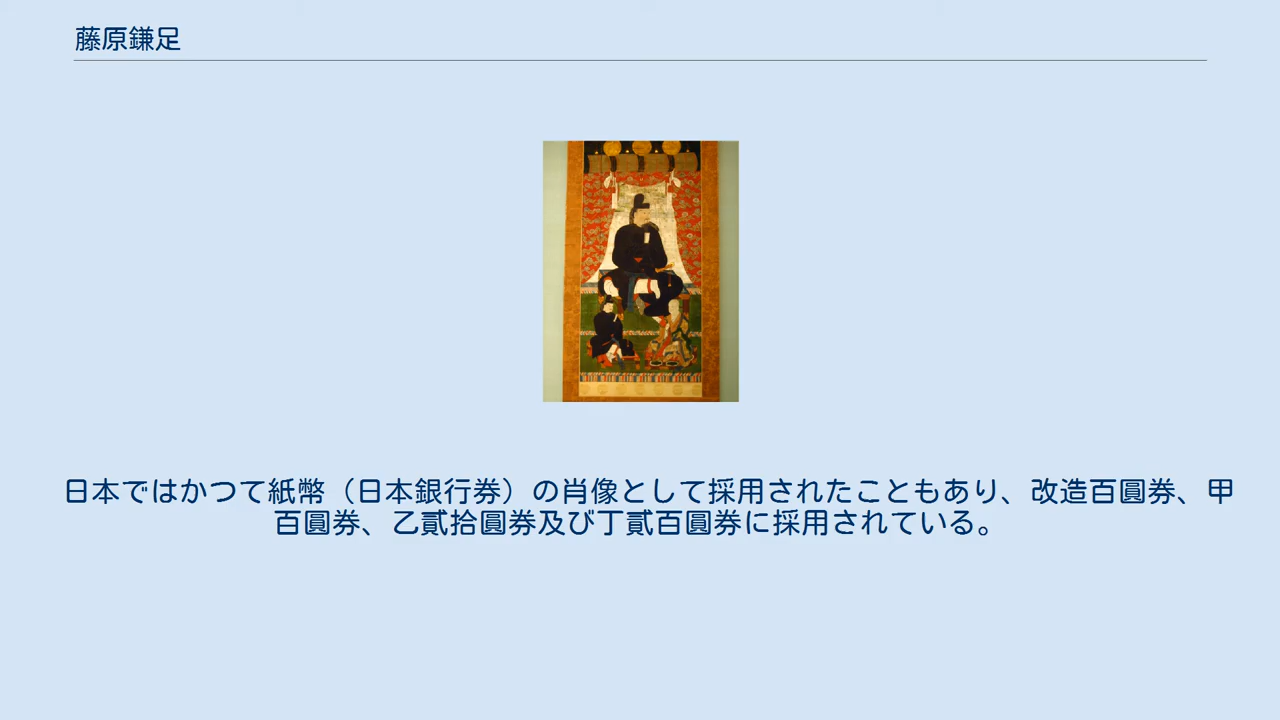 藤原鎌足
日本ではかつて紙幣（日本銀行券）の肖像として採用されたこともあり、改造百圓券、甲
百圓券、乙貳拾圓券及び丁貳百圓券に採用されている。